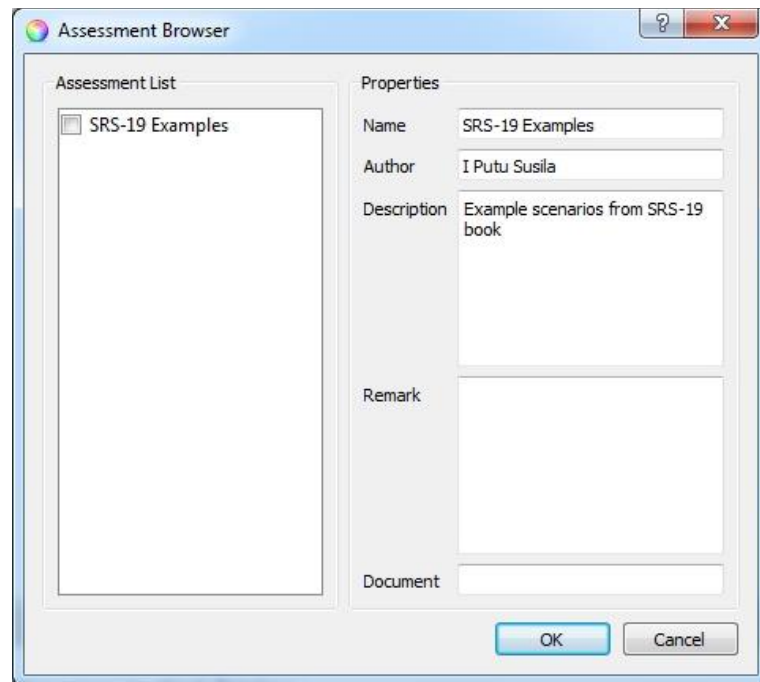 Assessment Browser
?
Assessment List
SRS-19 Examples
Properties
Name
SRS-19 Examples
Author
I Putu Susila
Description
Example scenarios from SRS-19
book
Remark
Document
OK
Cancel